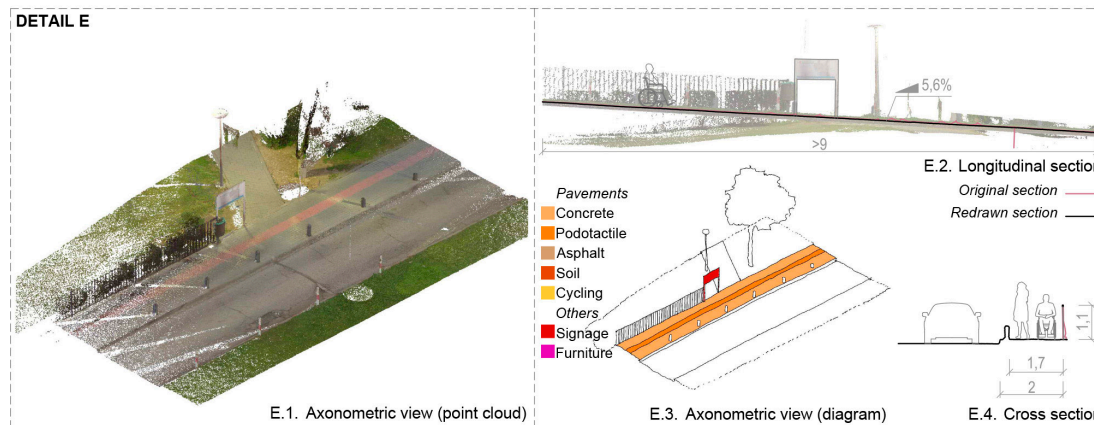 DETAIL E
E.1. Axonometric view (point cloud)
5,6%
>9
E.2. Longitudinal section
Original section
Redrawn section
Pavements
Concrete
Podotactile
Asphalt
Soil
Cycling
Others
Signage
Furniture
E.3. Axonometric view (diagram)
1,1
1,7
2
E.4. Cross section